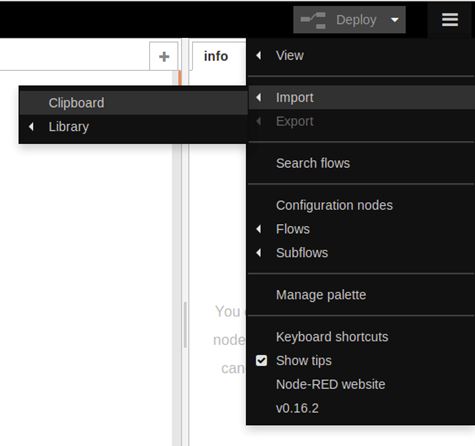 Deploy
info
View
Import
Clipboard
Export
Library
Search flows
Configuration nodes
Flows
Subflows
Manage palette
You
node
can
Keyboard shortcuts
Show tips
Node-RED website
v0.16.2